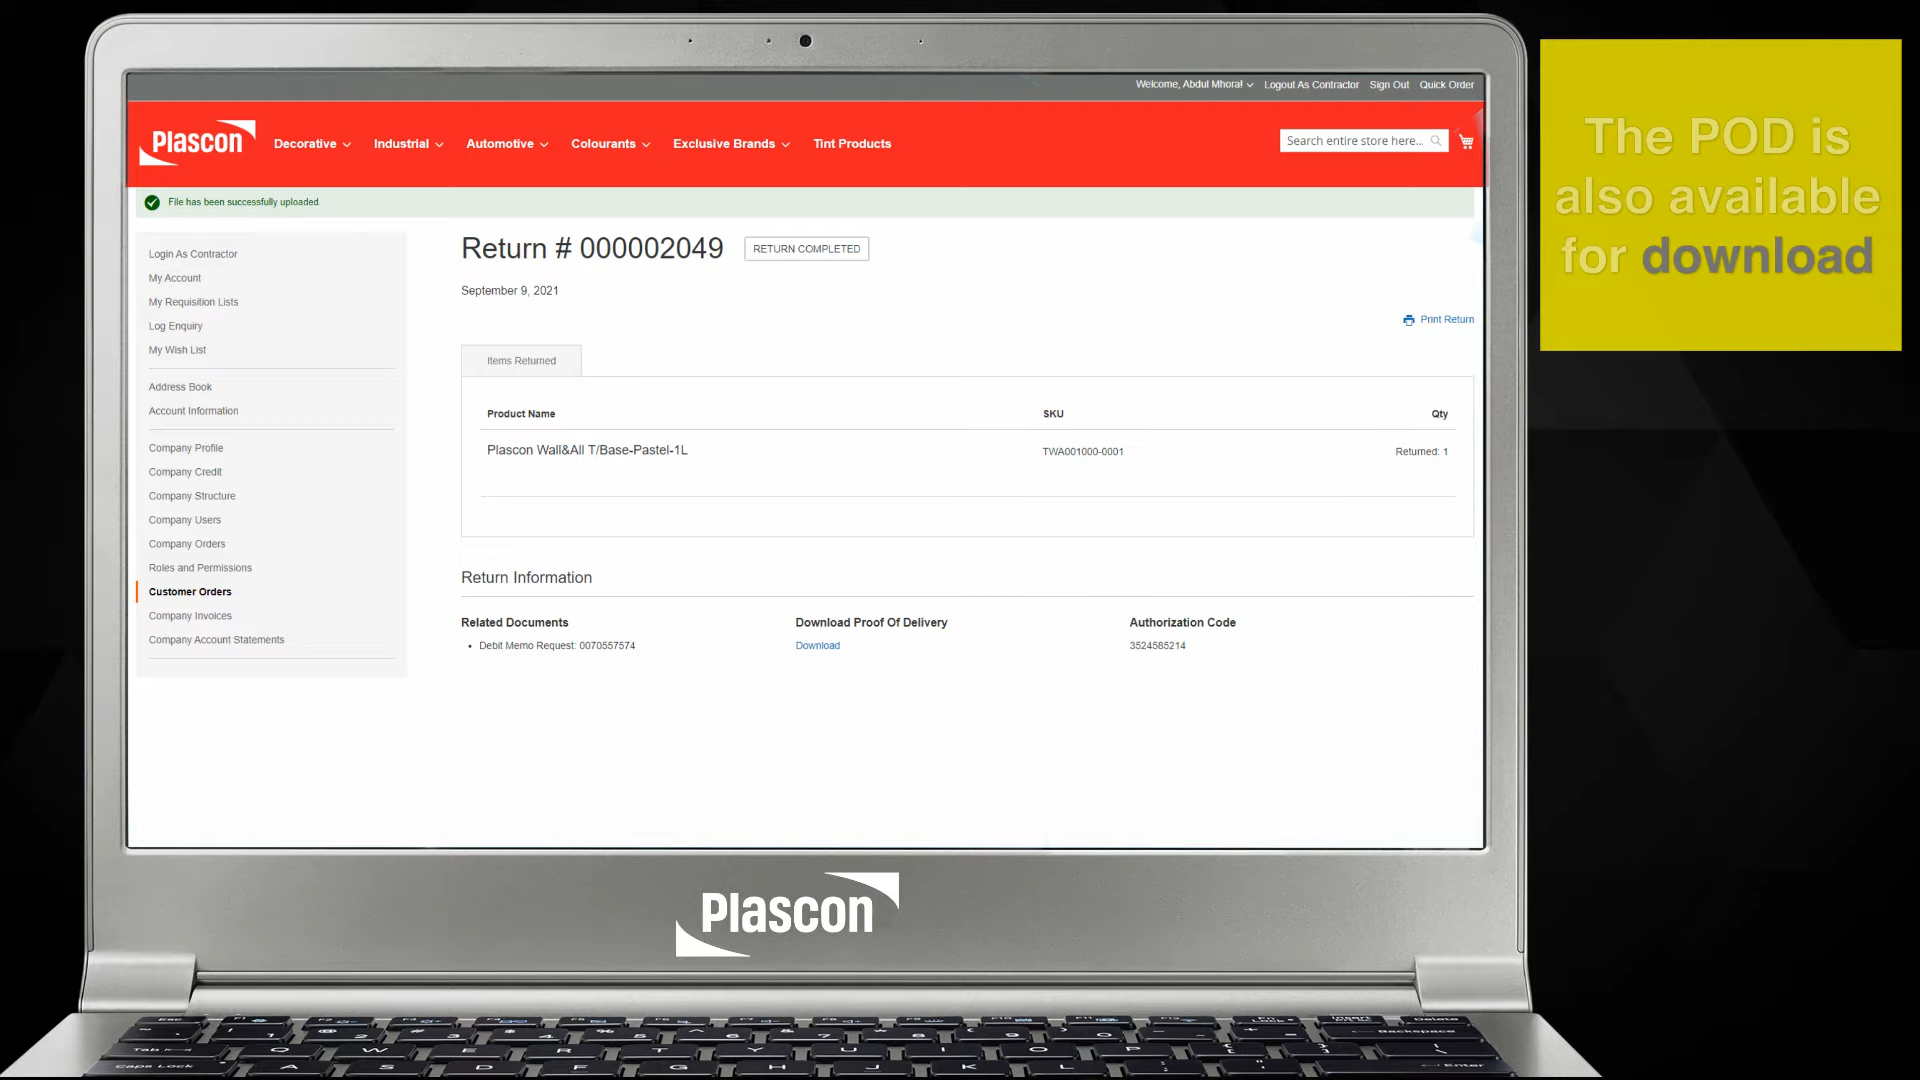 Welcome, Abdul Mhoral
Logout As Contractor
Sign Out
Quick Order
Plascon
Decorative
Industrial
Automotive
Colourants
Exclusive Brands
Tint Products
Search entire store here...
File has been successfully uploaded.
The POD is
also available
for download
Login As Contractor
My Account
My Requisition Lists
Log Enquiry
My Wish List
Address Book
Account Information
Company Profile
Company Credit
Company Structure
Company Users
Company Orders
Roles and Permissions
Customer Orders
Company Invoices
Company Account Statements
Return # 000002049
RETURN COMPLETED
September 9, 2021
Print Return
Items Returned
Product Name SKU Qty
Plascon Wall&All T/Base-Pastel-1L TWA001000-0001 Returned: 1
Return Information
Related Documents
Debit Memo Request: 0070557574
Download Proof Of Delivery
Download
Authorization Code
3524585214
Plascon
Q W E R T Y U I O P
Caps Lock A S D F G H J K L